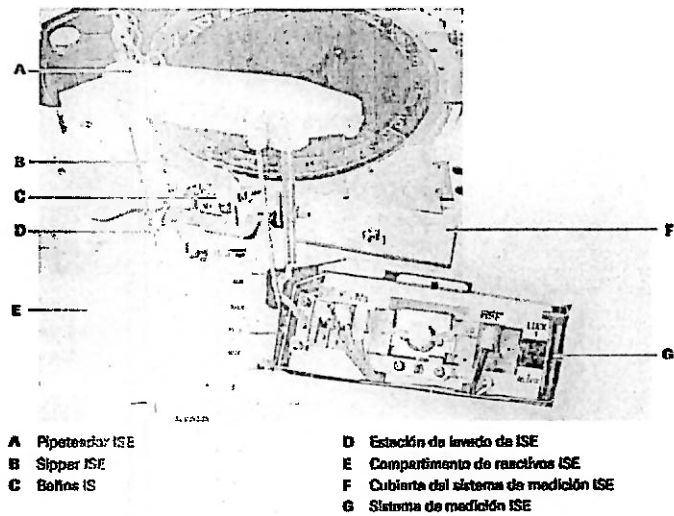 A
B
C
D
E
F
G
REF
A Pipeteador ISE
B Sipper ISE
C Baños IS
D Estación de lavado de ISE
E Compartimento de reactivos ISE
F Cubierta del sistema de medición ISE
G Sistema de medición ISE